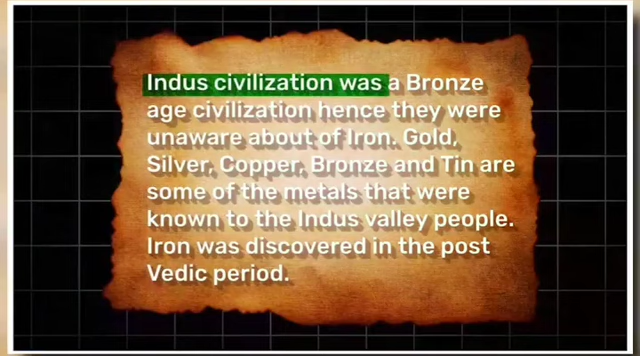 Indus civilization was a Bronze
age civilization hence they were
unaware about of Iron. Gold,
Silver, Copper, Bronze and Tin are
some of the metals that were
known to the Indus valley people.
Iron was discovered in the post
Vedic period.